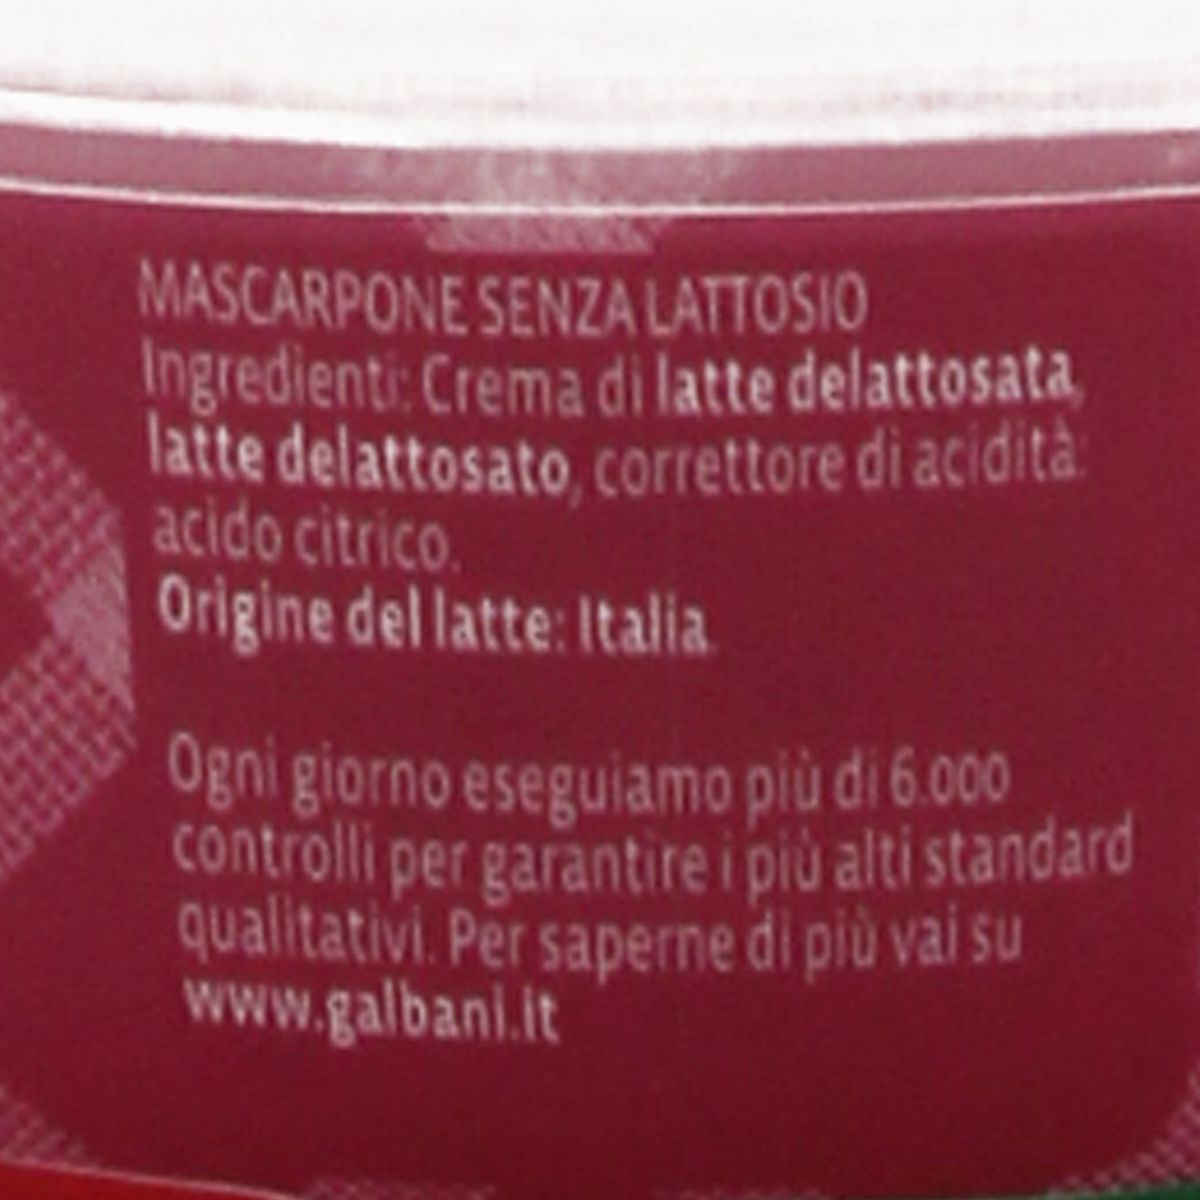 MASCARPONE SENZA LATTOSIO
Ingredienti: Crema di latte delattosata,
latte delattosato, correttore di acidità:
acido citrico.
Origine del latte: Italia.
Ogni giorno eseguiamo più di 6.000
controlli per garantire i più alti standard
qualitativi. Per saperne di più vai su
www.galbani.it